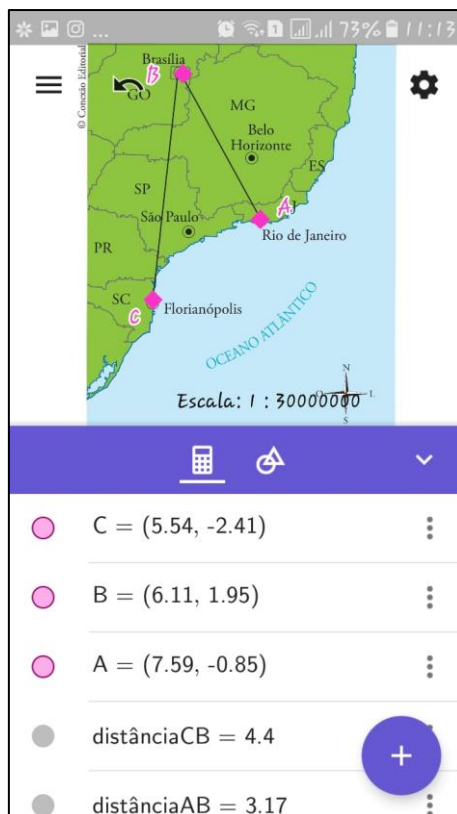 ... 73% 11:13
© Conexão Editorial
Brasília
B
GO
MG
Belo
Horizonte
ES
SP
São Paulo
A
RJ
Rio de Janeiro
PR
SC
Florianópolis
C
OCEANO ATLÂNTICO
N
O L
S
Escala: 1 : 30000000
C = (5.54, -2.41)
B = (6.11, 1.95)
A = (7.59, -0.85)
distânciaCB = 4.4
+
distânciaAB = 3.17